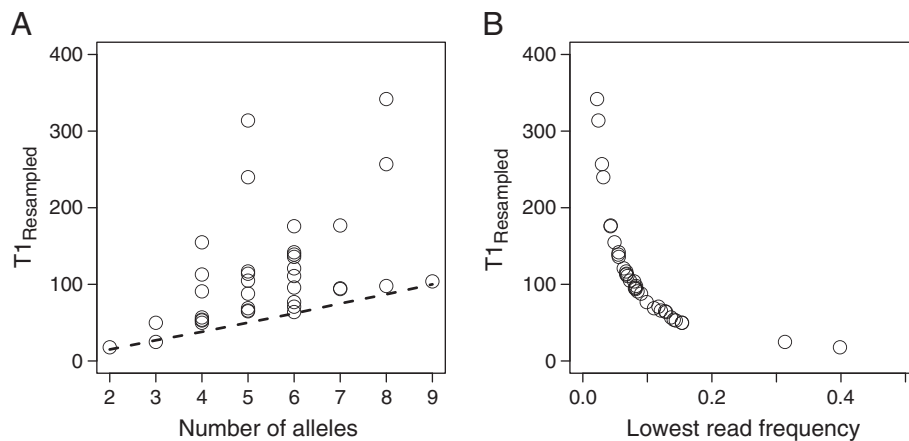 A
T1Resampled
400
300
200
100
0
2 3 4 5 6 7 8 9
Number of alleles
B
T1Resampled
400
300
200
100
0
0.0 0.2 0.4
Lowest read frequency